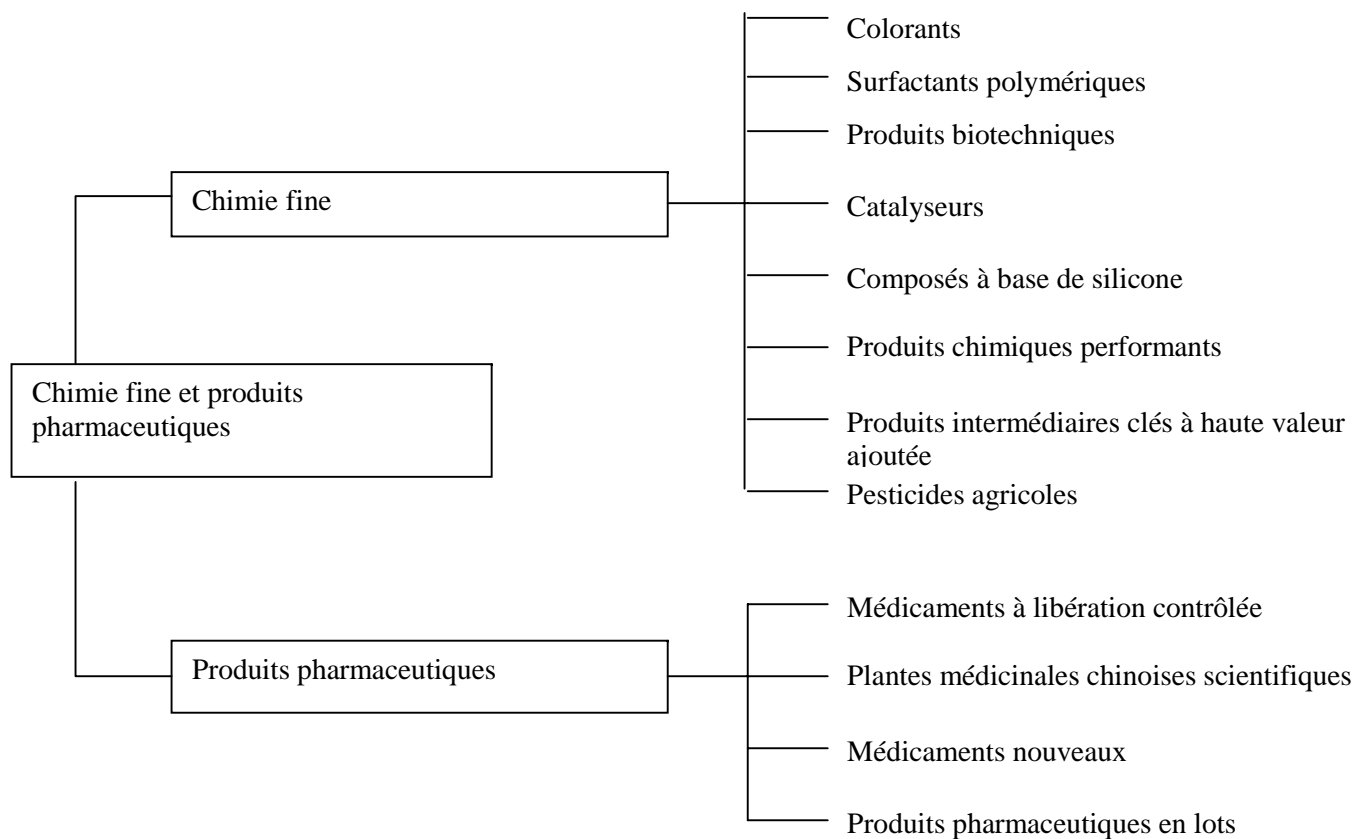 Colorants
Surfactants polymériques
Produits biotechniques
Chimie fine
Catalyseurs
Composés à base de silicone
Produits chimiques performants
Chimie fine et produits
pharmaceutiques
Produits intermédiaires clés à haute valeur
ajoutée
Pesticides agricoles
Médicaments à libération contrôlée
Produits pharmaceutiques
Plantes médicinales chinoises scientifiques
Médicaments nouveaux
Produits pharmaceutiques en lots